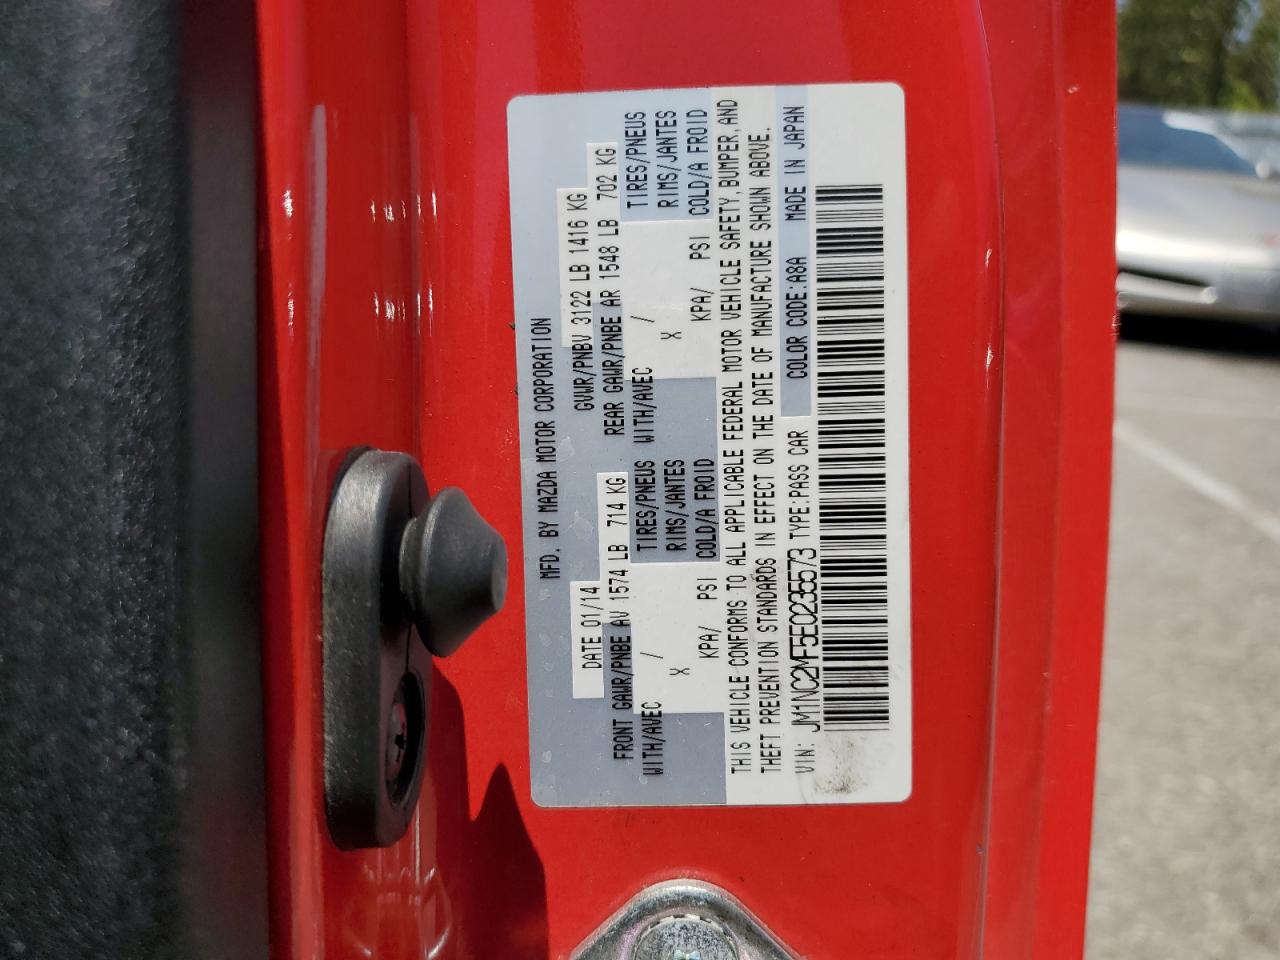 MFD. BY MAZDA MOTOR CORPORATION
DATE 01/14 GVWR/PNBV 3122 LB 1416 KG
FRONT GAWR/PNBE AV 1574 LB 714 KG REAR GAWR/PNBE AR 1548 LB 702 KG
WITH/AVEC / TIRES/PNEUS WITH/AVEC / TIRES/PNEUS
X RIMS/JANTES X RIMS/JANTES
KPA/ PSI COLD/A FROID KPA/ PSI COLD/A FROID
THIS VEHICLE CONFORMS TO ALL APPLICABLE FEDERAL MOTOR VEHICLE SAFETY, BUMPER, AND
THEFT PREVENTION STANDARDS IN EFFECT ON THE DATE OF MANUFACTURE SHOWN ABOVE.
VIN: JM1NC2MF5E0235573 TYPE:PASS CAR COLOR CODE:A8A MADE IN JAPAN